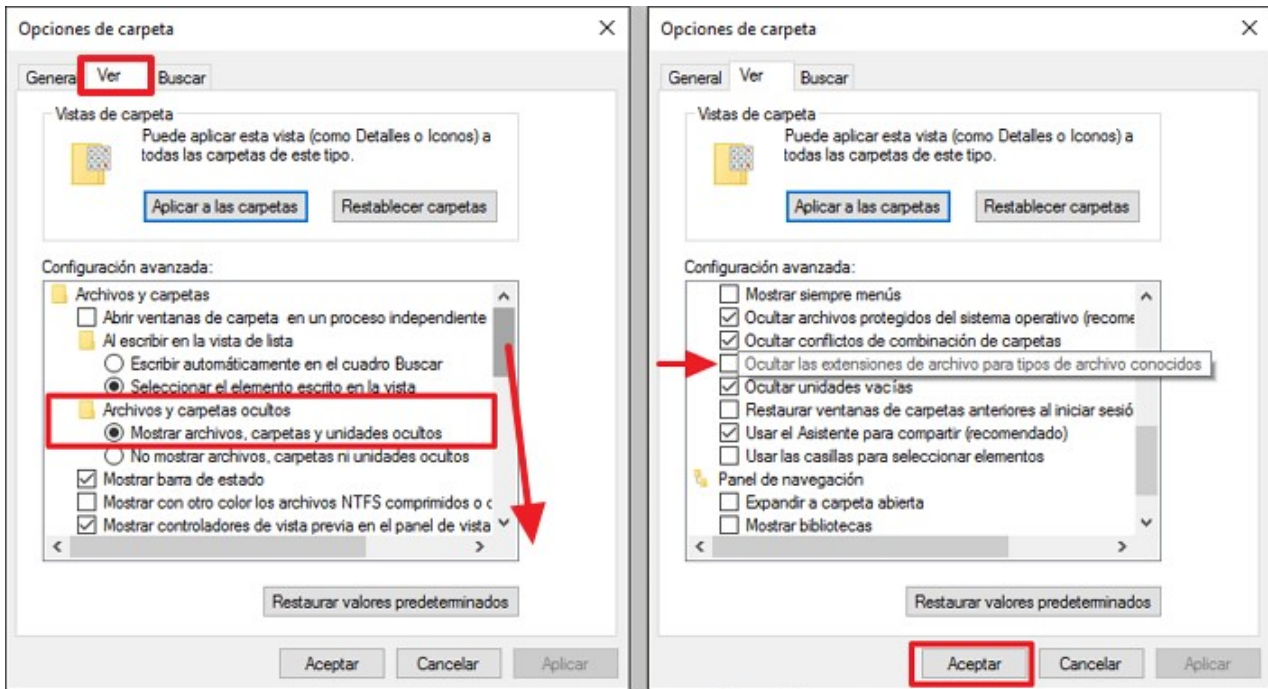 Opciones de carpeta
General Ver Buscar
Vistas de carpeta
Puede aplicar esta vista (como Detalles o Iconos) a
todas las carpetas de este tipo.
Aplicar a las carpetas Restablecer carpetas
Configuración avanzada:
Archivos y carpetas
Abrir ventanas de carpeta en un proceso independiente
Al escribir en la vista de lista
Escribir automáticamente en el cuadro Buscar
Seleccionar el elemento escrito en la vista
Archivos y carpetas ocultos
Mostrar archivos, carpetas y unidades ocultos
No mostrar archivos, carpetas ni unidades ocultos
Mostrar barra de estado
Mostrar con otro color los archivos NTFS comprimidos o c
Mostrar controladores de vista previa en el panel de vista
Restaurar valores predeterminados
Aceptar Cancelar Aplicar
Opciones de carpeta
General Ver Buscar
Vistas de carpeta
Puede aplicar esta vista (como Detalles o Iconos) a
todas las carpetas de este tipo.
Aplicar a las carpetas Restablecer carpetas
Configuración avanzada:
Mostrar siempre menús
Ocultar archivos protegidos del sistema operativo (recome
Ocultar conflictos de combinación de carpetas
Ocultar las extensiones de archivo para tipos de archivo conocidos
Ocultar unidades vacías
Restaurar ventanas de carpetas anteriores al iniciar sesió
Usar el Asistente para compartir (recomendado)
Usar las casillas para seleccionar elementos
Panel de navegación
Expandir a carpeta abierta
Mostrar bibliotecas
Restaurar valores predeterminados
Aceptar Cancelar Aplicar